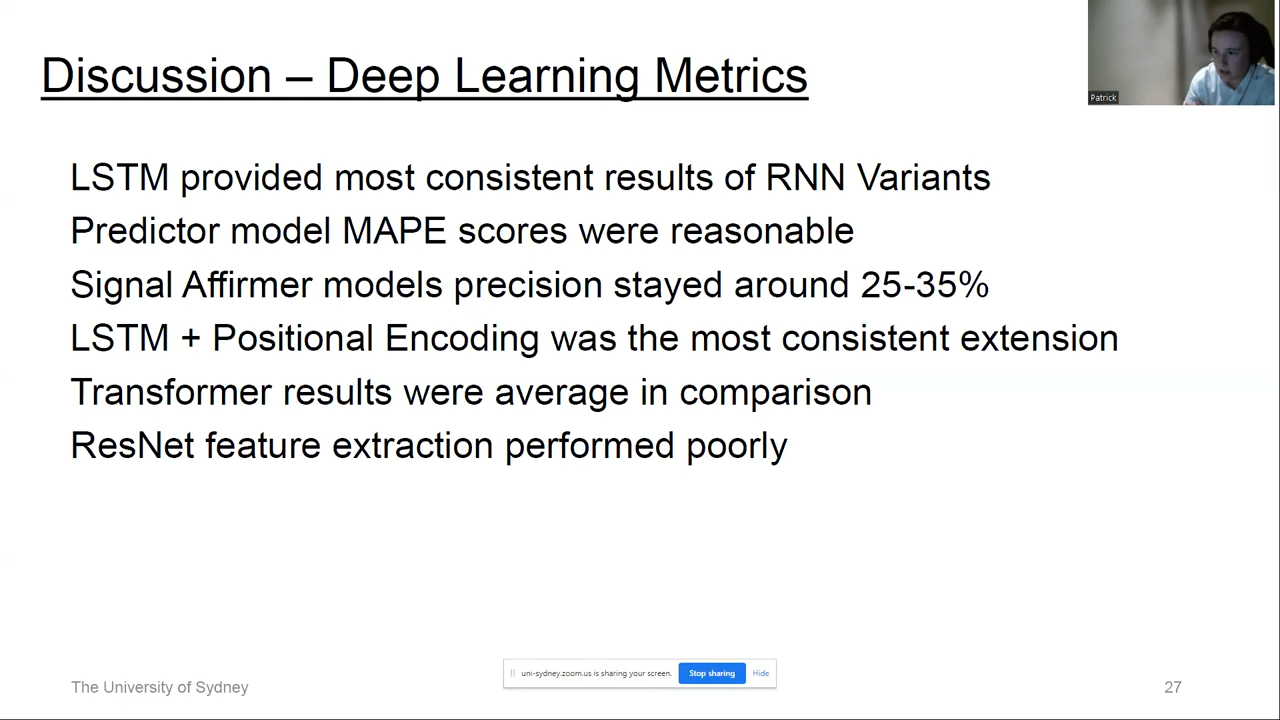 Discussion – Deep Learning Metrics
Patrick
LSTM provided most consistent results of RNN Variants
Predictor model MAPE scores were reasonable
Signal Affirmer models precision stayed around 25-35%
LSTM + Positional Encoding was the most consistent extension
Transformer results were average in comparison
ResNet feature extraction performed poorly
uni-sydney.zoom.us is sharing your screen. Stop sharing Hide
The University of Sydney 27